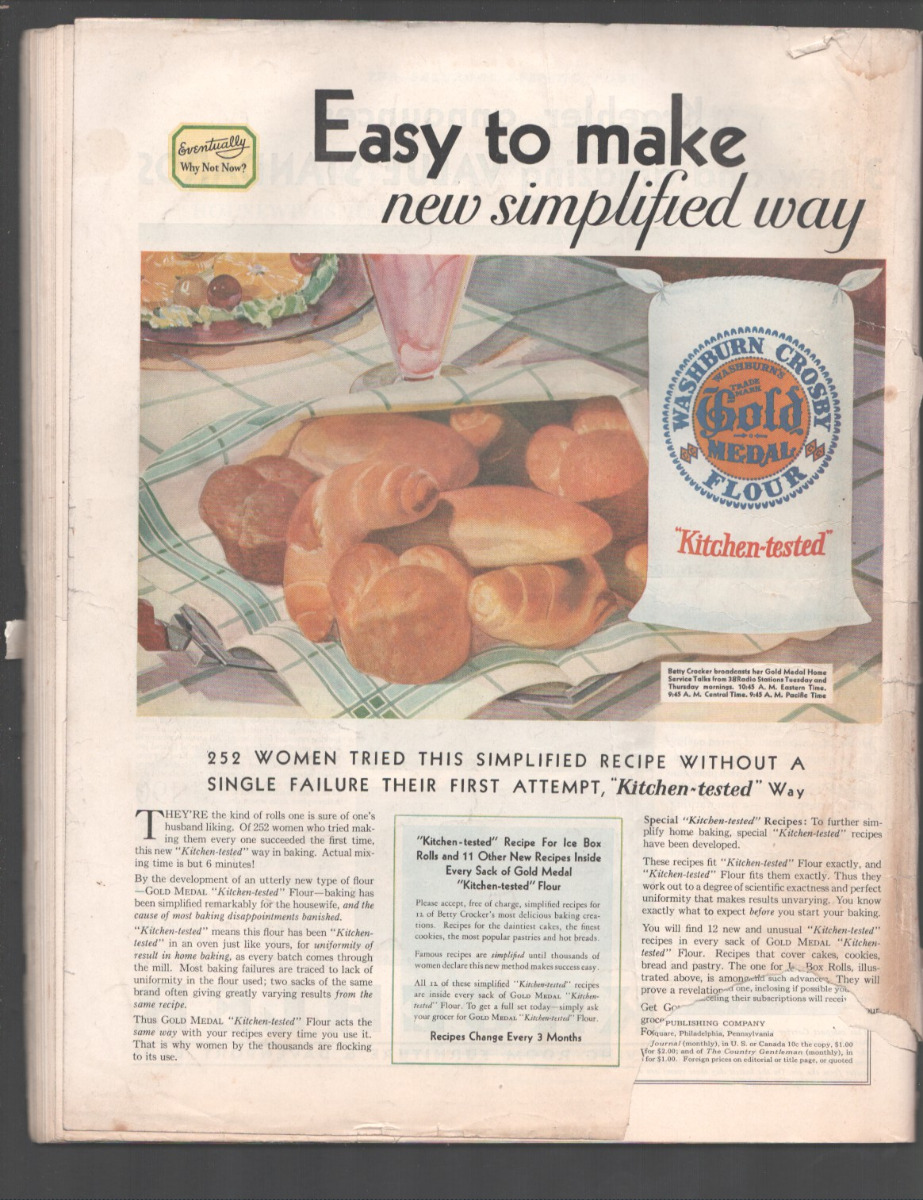 Eventually
Why Not Now?
Easy to make
new simplified way
WASHBURN CROSBY
WASHBURN'S
TRADE
MARK
Gold
MEDAL
FLOUR
"Kitchen-tested"
Betty Crocker broadcasts her Gold Medal Home
Service Talks from 38 Radio Stations Tuesday and
Thursday mornings. 10:45 A. M. Eastern Time.
9:45 A. M. Central Time. 9:45 A. M. Pacific Time
252 WOMEN TRIED THIS SIMPLIFIED RECIPE WITHOUT A
SINGLE FAILURE THEIR FIRST ATTEMPT, "Kitchen-tested" Way
THEY'RE the kind of rolls one is sure of one's
husband liking. Of 252 women who tried mak-
ing them every one succeeded the first time,
this new "Kitchen-tested" way in baking. Actual mix-
ing time is but 6 minutes!
By the development of an utterly new type of flour
—GOLD MEDAL "Kitchen-tested" Flour—baking has
been simplified remarkably for the housewife, and the
cause of most baking disappointments banished.
"Kitchen-tested" means this flour has been "Kitchen-
tested" in an oven just like yours, for uniformity of
result in home baking, as every batch comes through
the mill. Most baking failures are traced to lack of
uniformity in the flour used; two sacks of the same
brand often giving greatly varying results from the
same recipe.
Thus GOLD MEDAL "Kitchen-tested" Flour acts the
same way with your recipes every time you use it.
That is why women by the thousands are flocking
to its use.
"Kitchen-tested" Recipe For Ice Box
Rolls and 11 Other New Recipes Inside
Every Sack of Gold Medal
"Kitchen-tested" Flour
Please accept, free of charge, simplified recipes for
12 of Betty Crocker's most delicious baking crea-
tions. Recipes for the daintiest cakes, the finest
cookies, the most popular pastries and hot breads.
Famous recipes are simplified until thousands of
women declare this new method makes success easy.
All 12 of these simplified "Kitchen-tested" recipes
are inside every sack of GOLD MEDAL "Kitchen-
tested" Flour. To get a full set today—simply ask
your grocer for GOLD MEDAL "Kitchen-tested" Flour.
Recipes Change Every 3 Months
Special "Kitchen-tested" Recipes: To further sim-
plify home baking, special "Kitchen-tested" recipes
have been developed.
These recipes fit "Kitchen-tested" Flour exactly, and
"Kitchen-tested" Flour fits them exactly. Thus they
work out to a degree of scientific exactness and perfect
uniformity that makes results unvarying. You know
exactly what to expect before you start your baking.
You will find 12 new and unusual "Kitchen-tested"
recipes in every sack of GOLD MEDAL "Kitchen-
tested" Flour. Recipes that cover cakes, cookies,
bread and pastry. The one for Box Rolls, illus-
trated above, is among such advances. They will
prove a revelation one, inclosing if possible
their subscriptions will
Get
PUBLISHING COMPANY
Square, Philadelphia, Pennsylvania
Journal (monthly), in U. S. or Canada 10c the copy, $1.00
for $2.00; and of The Country Gentleman (monthly), in
for $1.00. Foreign prices on editorial or title page, or quoted